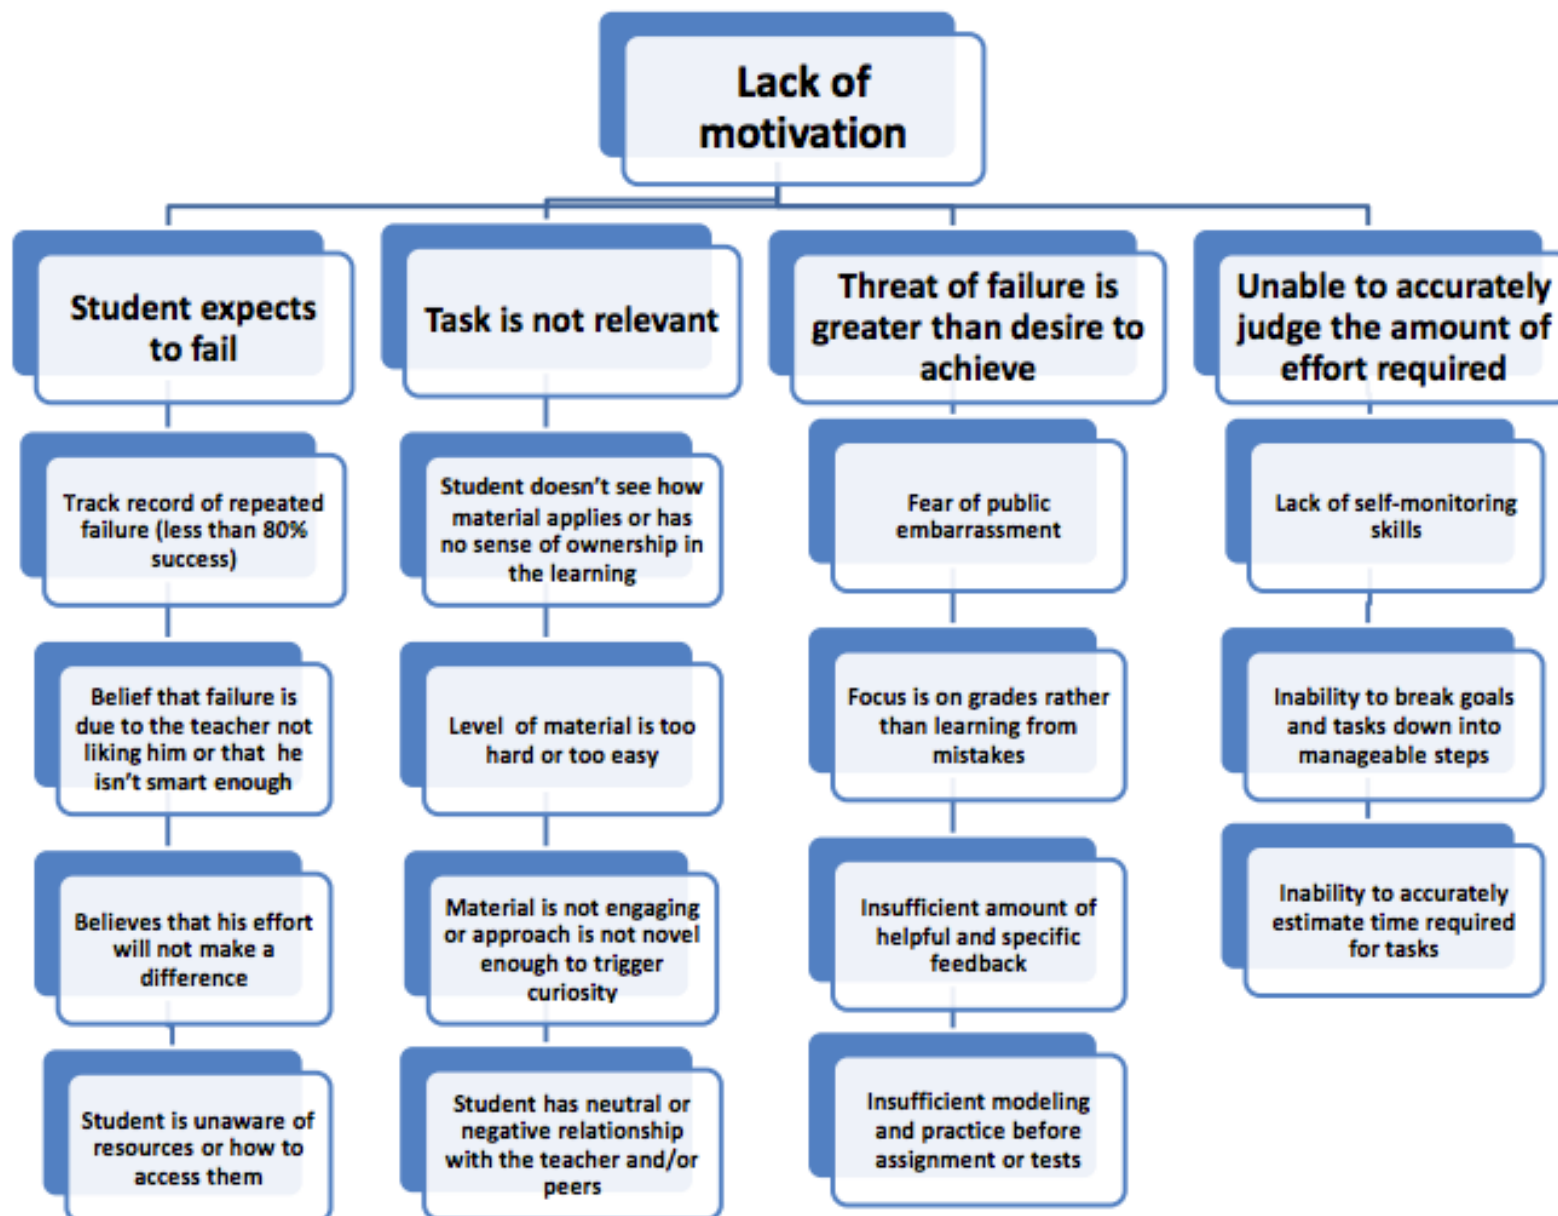 Lack of
motivation
Student expects
to fail
Track record of repeated
failure (less than 80%
success)
Belief that failure is
due to the teacher not
liking him or that he
isn't smart enough
Believes that his effort
will not make a
difference
Student is unaware of
resources or how to
access them
Task is not relevant
Student doesn't see how
material applies or has
no sense of ownership in
the learning
Level of material is too
hard or too easy
Material is not engaging
or approach is not novel
enough to trigger
curiosity
Student has neutral or
negative relationship
with the teacher and/or
peers
Threat of failure is
greater than desire to
achieve
Fear of public
embarrassment
Focus is on grades rather
than learning from
mistakes
Insufficient amount of
helpful and specific
feedback
Insufficient modeling
and practice before
assignment or tests
Unable to accurately
judge the amount of
effort required
Lack of self-monitoring
skills
Inability to break goals
and tasks down into
manageable steps
Inability to accurately
estimate time required
for tasks